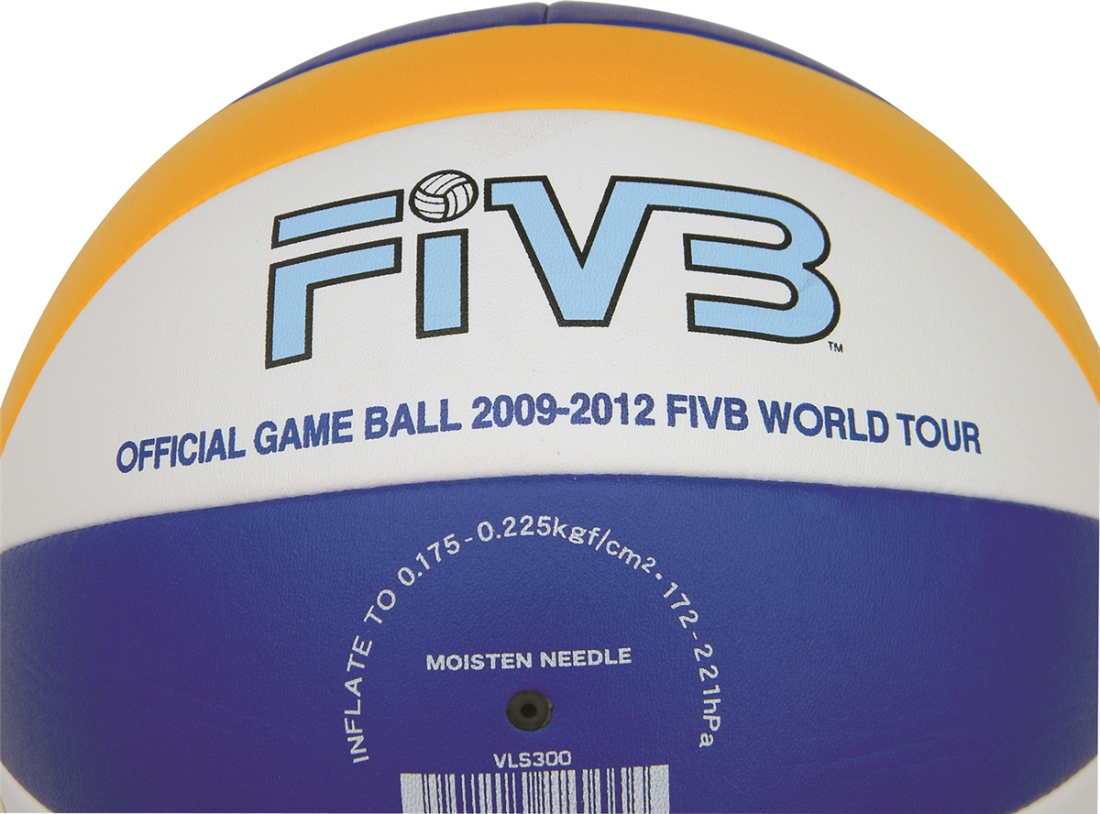 FiVB
TM
OFFICIAL GAME BALL 2009-2012 FIVB WORLD TOUR
INFLATE TO 0.175-0.225kgf/cm²・172-221hPa
MOISTEN NEEDLE
VLS300